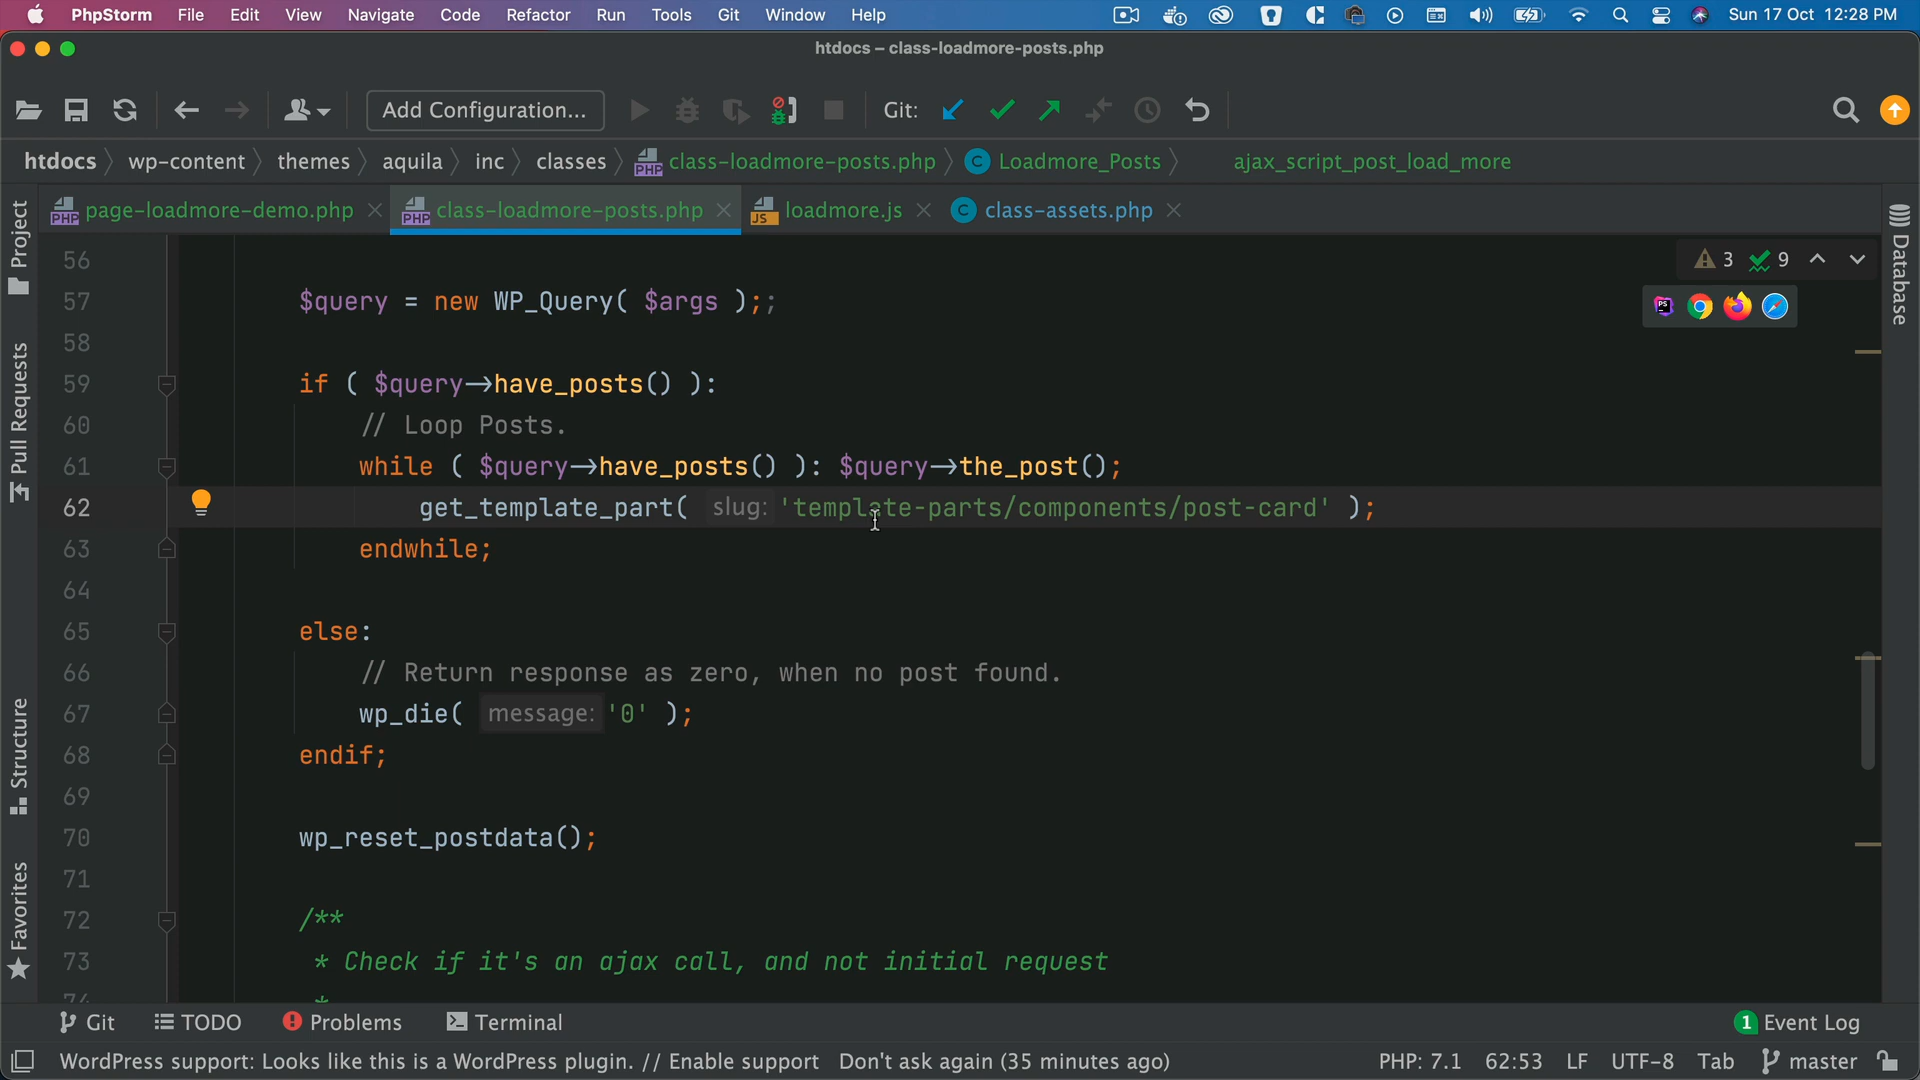 PhpStorm File Edit View Navigate Code Refactor Run Tools Git Window Help Sun 17 Oct 12:28 PM
htdocs – class-loadmore-posts.php
Add Configuration... Git:
htdocs wp-content themes aquila inc classes class-loadmore-posts.php Loadmore_Posts ajax_script_post_load_more
page-loadmore-demo.php class-loadmore-posts.php loadmore.js class-assets.php
Project
Pull Requests
Structure
Favorites
Database
3 9
56
57 $query = new WP_Query( $args );;
58
59 if ( $query->have_posts() ):
60 // Loop Posts.
61 while ( $query->have_posts() ): $query->the_post();
62 get_template_part( slug: 'template-parts/components/post-card' );
63 endwhile;
64
65 else:
66 // Return response as zero, when no post found.
67 wp_die( message: '0' );
68 endif;
69
70 wp_reset_postdata();
71
72 /**
73 * Check if it's an ajax call, and not initial request
74 *
Git TODO Problems Terminal 1 Event Log
WordPress support: Looks like this is a WordPress plugin. // Enable support Don't ask again (35 minutes ago) PHP: 7.1 62:53 LF UTF-8 Tab master